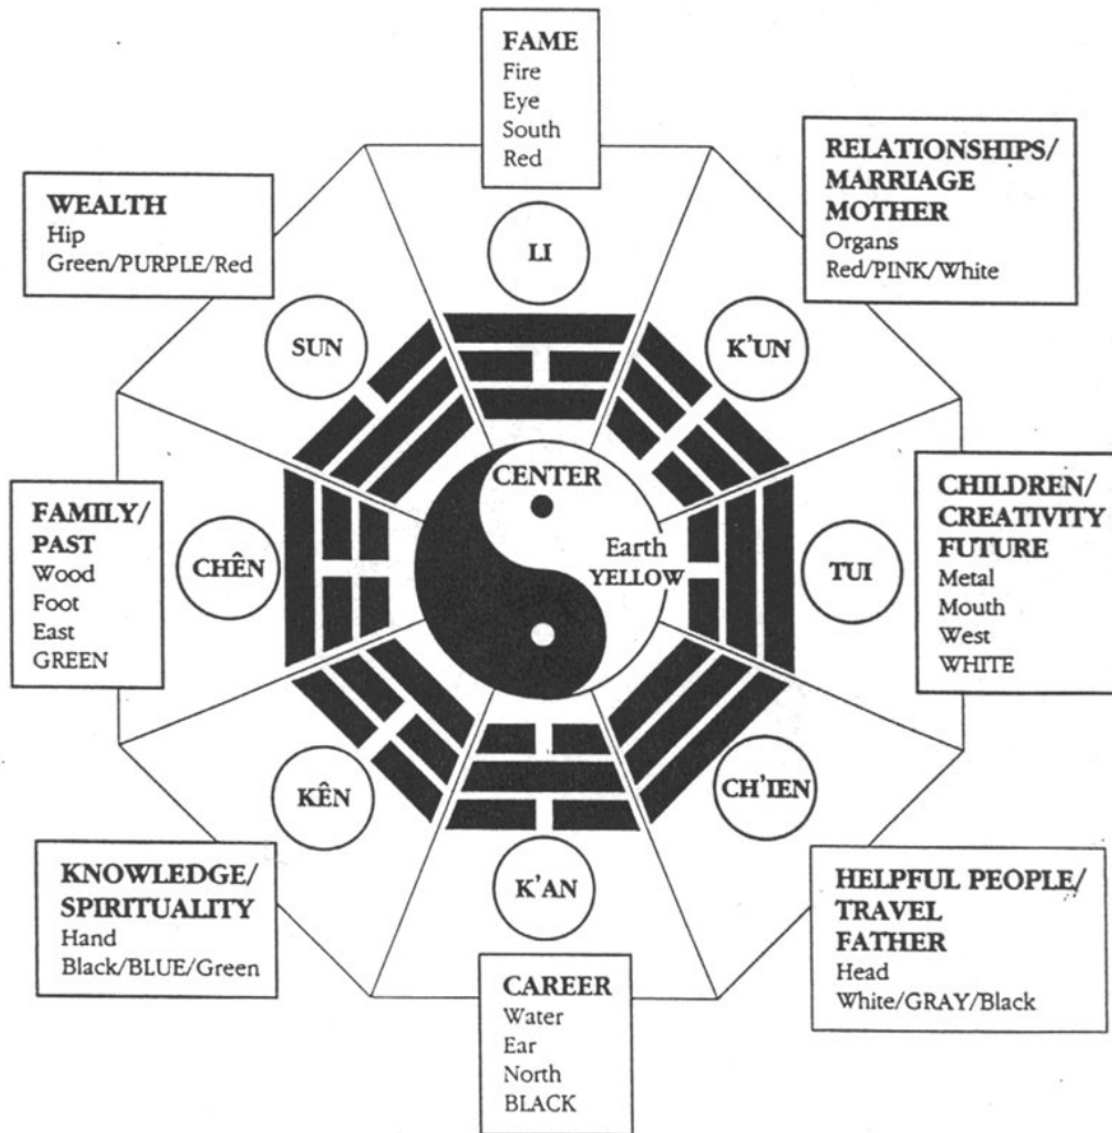 FAME
Fire
Eye
South
Red
RELATIONSHIPS/
MARRIAGE
MOTHER
Organs
Red/PINK/White
WEALTH
Hip
Green/PURPLE/Red
LI
SUN
K'UN
CENTER
Earth
YELLOW
FAMILY/
PAST
Wood
Foot
East
GREEN
CHÊN
TUI
CHILDREN/
CREATIVITY
FUTURE
Metal
Mouth
West
WHITE
KÊN
K'AN
CH'IEN
KNOWLEDGE/
SPIRITUALITY
Hand
Black/BLUE/Green
CAREER
Water
Ear
North
BLACK
HELPFUL PEOPLE/
TRAVEL
FATHER
Head
White/GRAY/Black